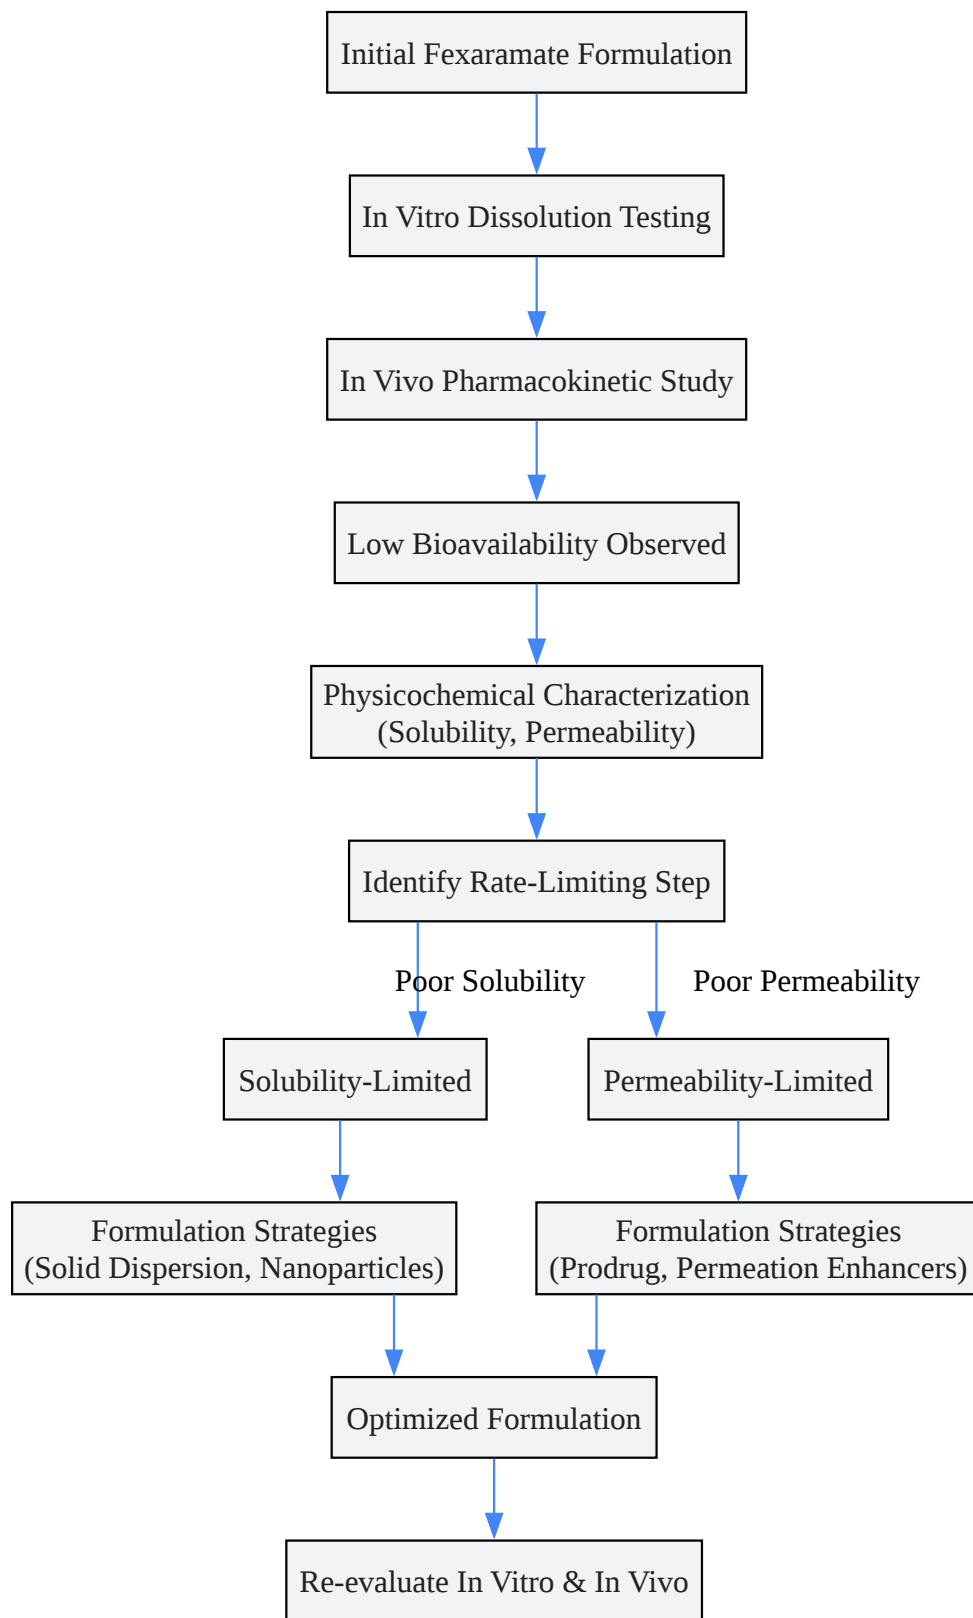 Initial Fexaramate Formulation
In Vitro Dissolution Testing
In Vivo Pharmacokinetic Study
Low Bioavailability Observed
Physicochemical Characterization
(Solubility, Permeability)
Identify Rate-Limiting Step
Poor Solubility
Poor Permeability
Solubility-Limited
Permeability-Limited
Formulation Strategies
(Solid Dispersion, Nanoparticles)
Formulation Strategies
(Prodrug, Permeation Enhancers)
Optimized Formulation
Re-evaluate In Vitro & In Vivo